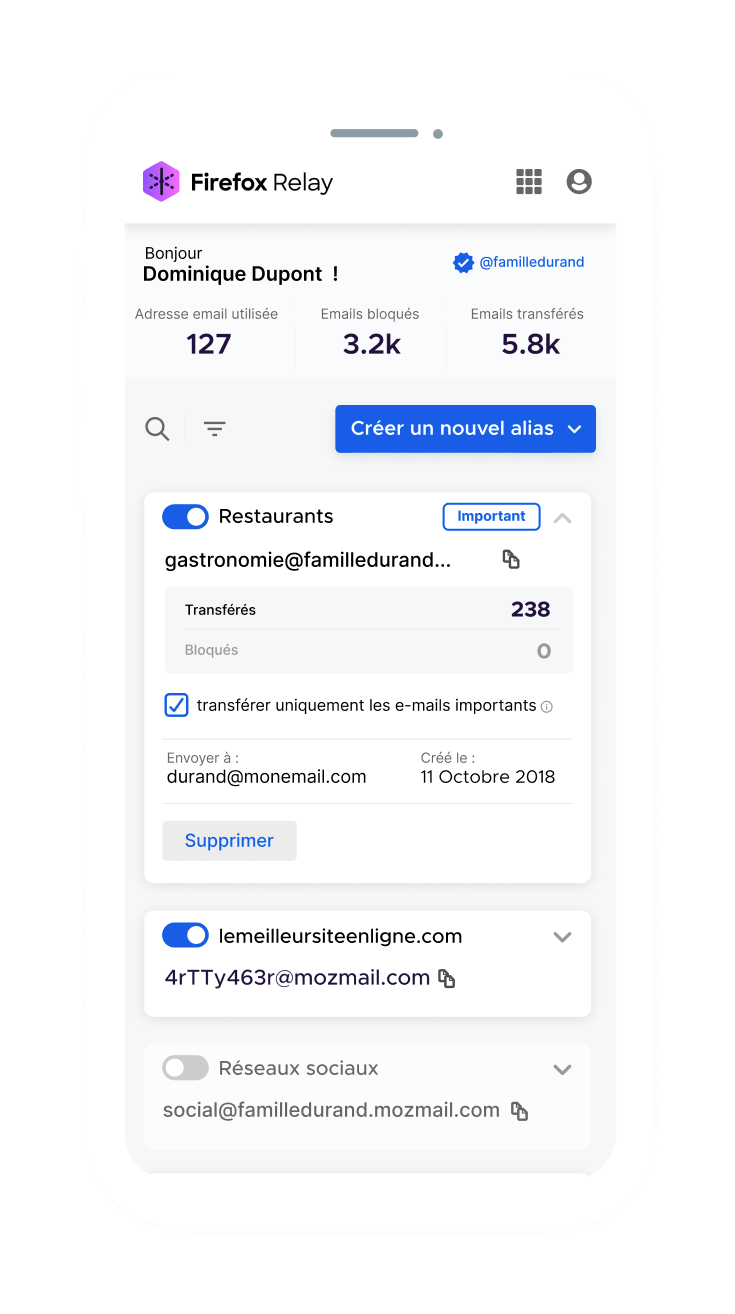 Firefox Relay
Bonjour
Dominique Dupont !
@familledurand
Adresse email utilisée
Emails bloqués
Emails transférés
127
3.2k
5.8k
Créer un nouvel alias
Restaurants
Important
gastronomie@familledurand...
Transférés
238
Bloqués
0
transférer uniquement les e-mails importants
Envoyer à :
durand@monemail.com
Créé le :
11 Octobre 2018
Supprimer
lemeilleursiteenligne.com
4rTTy463r@mozmail.com
Réseaux sociaux
social@familledurand.mozmail.com